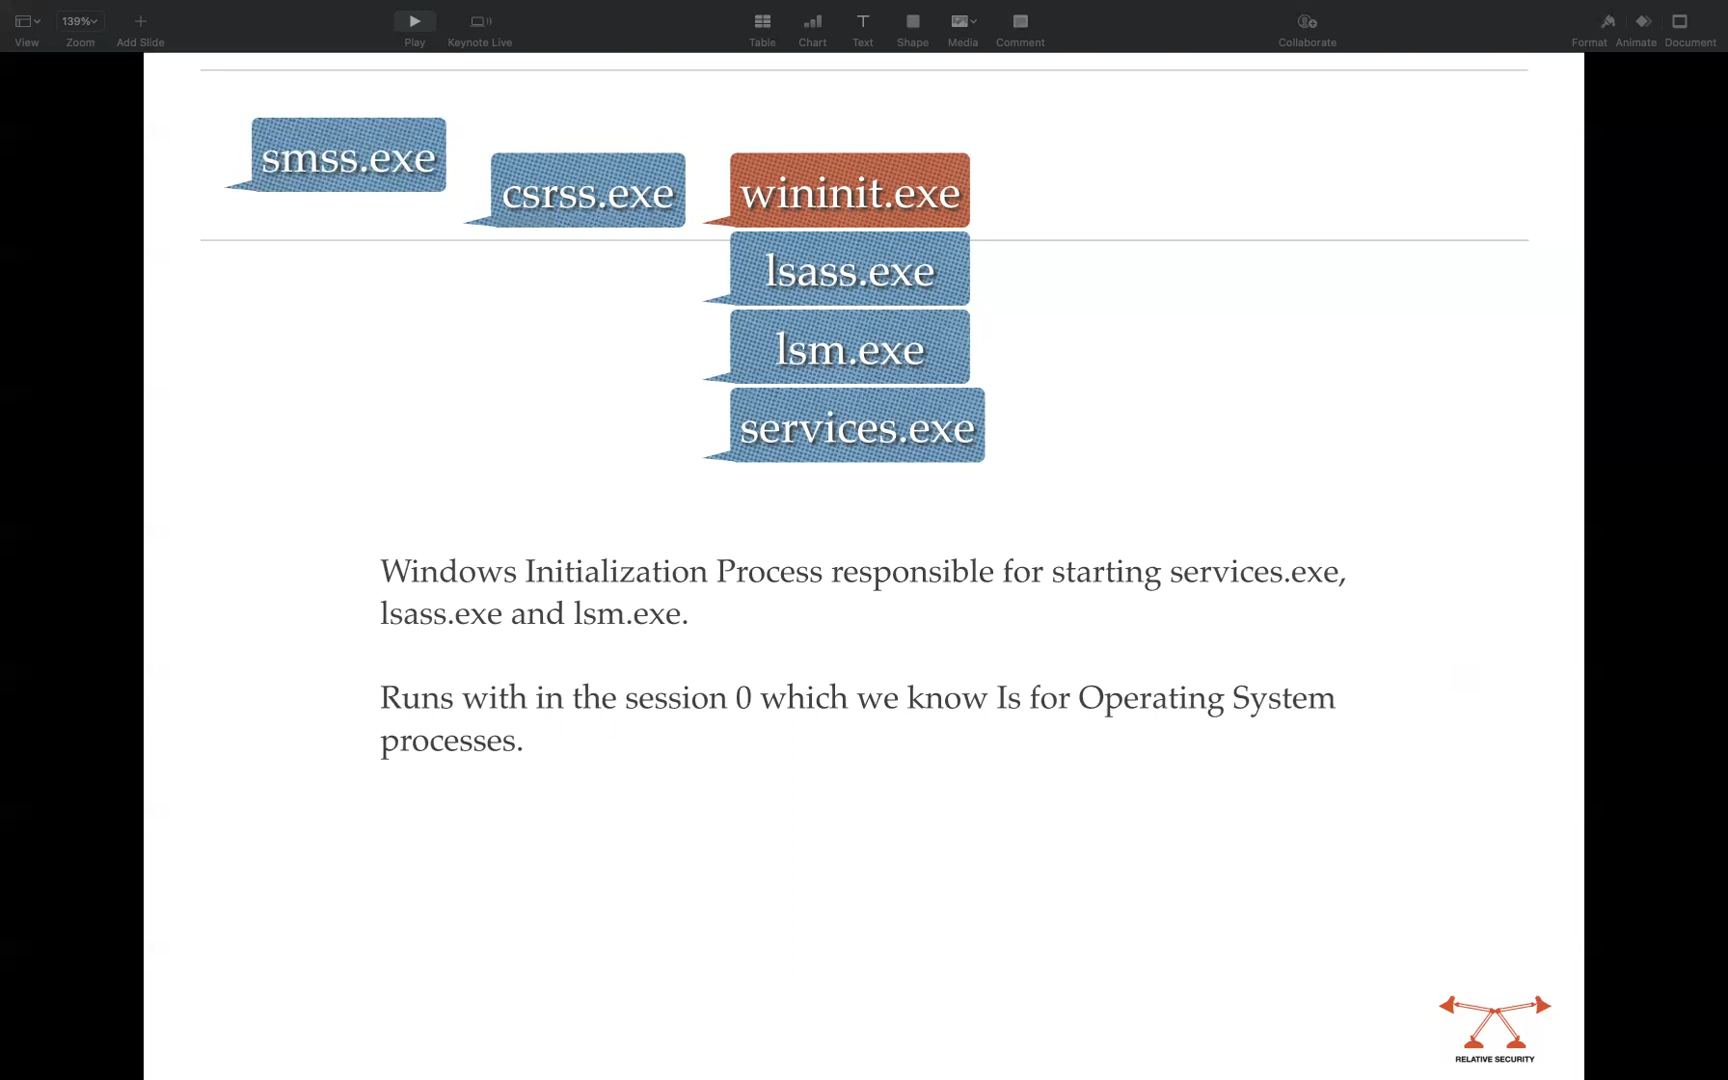 139%
View
Zoom
Add Slide
Play
Keynote Live
Table
Chart
Text
Shape
Media
Comment
Collaborate
Format
Animate
Document
smss.exe
csrss.exe
wininit.exe
lsass.exe
lsm.exe
services.exe
Windows Initialization Process responsible for starting services.exe,
lsass.exe and lsm.exe.
Runs with in the session 0 which we know Is for Operating System
processes.
RELATIVE SECURITY